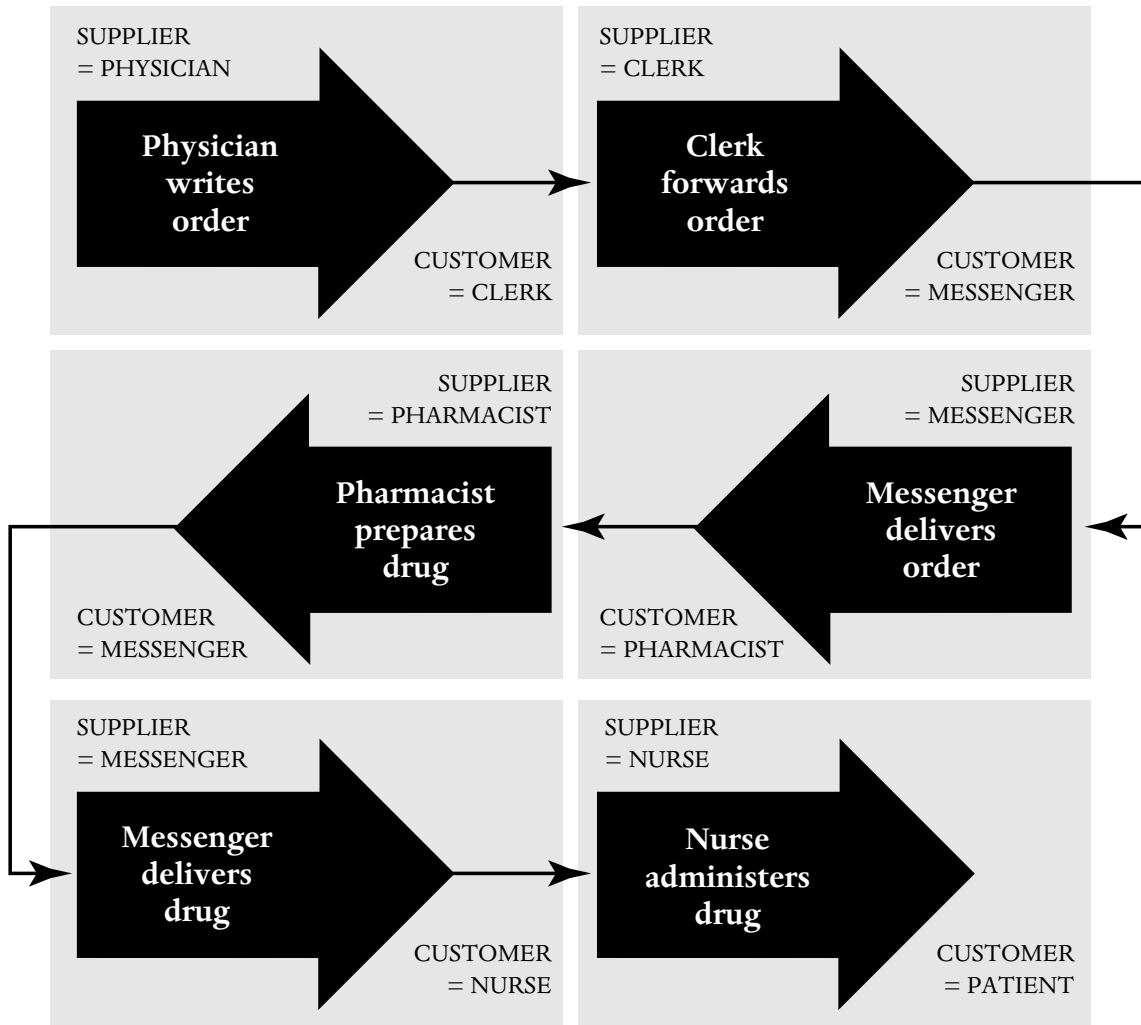 SUPPLIER
= PHYSICIAN
Physician
writes
order
CUSTOMER
= CLERK
SUPPLIER
= CLERK
Clerk
forwards
order
CUSTOMER
= MESSENGER
SUPPLIER
= MESSENGER
Messenger
delivers
order
CUSTOMER
= PHARMACIST
SUPPLIER
= PHARMACIST
Pharmacist
prepares
drug
CUSTOMER
= MESSENGER
SUPPLIER
= MESSENGER
Messenger
delivers
drug
CUSTOMER
= NURSE
SUPPLIER
= NURSE
Nurse
administers
drug
CUSTOMER
= PATIENT